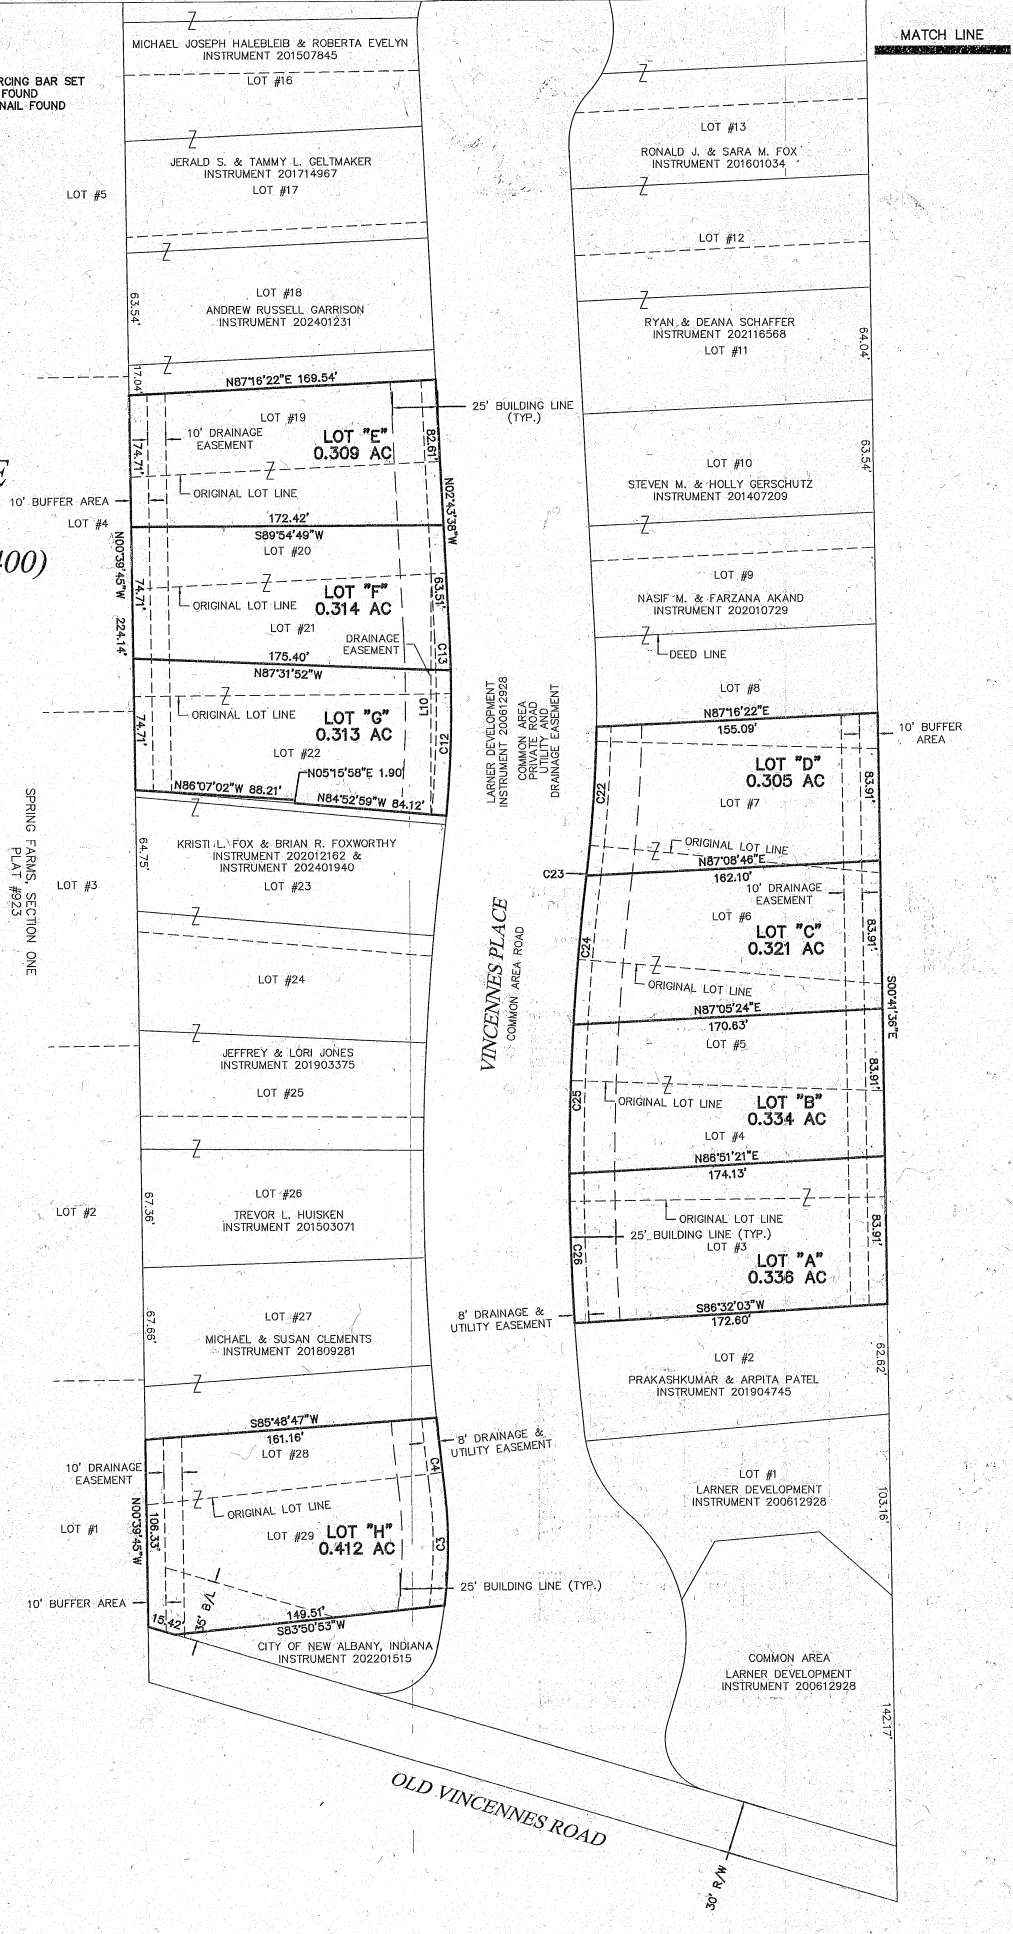 MATCH LINE
RCING BAR SET
FOUND
NAIL FOUND
MICHAEL JOSEPH HALEBLEIB & ROBERTA EVELYN
INSTRUMENT 201507845
LOT #16
JERALD S. & TAMMY L. GELTMAKER
INSTRUMENT 201714967
LOT #17
LOT #5
LOT #18
ANDREW RUSSELL GARRISON
INSTRUMENT 202401231
63.54'
17.04'
N87°16'22"E 169.54'
LOT #19
LOT "E"
0.309 AC
10' DRAINAGE
EASEMENT
25' BUILDING LINE
(TYP.)
82.61'
174.71'
ORIGINAL LOT LINE
10' BUFFER AREA
LOT #4
E
400)
172.42'
S89°54'49"W
N02°43'38"W
LOT #20
N00°39'45"W 224.14'
74.71'
LOT "F"
0.314 AC
ORIGINAL LOT LINE
63.51'
LOT #21
DRAINAGE
EASEMENT
C13
175.40'
N87°31'52"W
ORIGINAL LOT LINE
LOT "G"
0.313 AC
L10
C12
74.71'
LOT #22
N05°15'58"E 1.90'
N86°07'02"W 88.21'
N84°52'59"W 84.12'
KRISTI L. FOX & BRIAN R. FOXWORTHY
INSTRUMENT 202012162 &
INSTRUMENT 202401940
LOT #23
64.75'
LOT #3
SPRING FARMS, SECTION ONE
PLAT #923
LOT #24
JEFFREY & LORI JONES
INSTRUMENT 201903375
LOT #25
LOT #26
TREVOR L. HUISKEN
INSTRUMENT 201503071
67.36'
LOT #2
LOT #27
MICHAEL & SUSAN CLEMENTS
INSTRUMENT 201809281
67.66'
S85°48'47"W
161.16'
LOT #28
8' DRAINAGE &
UTILITY EASEMENT
C4
10' DRAINAGE
EASEMENT
ORIGINAL LOT LINE
N00°39'45"W
106.33'
LOT #1
LOT #29
LOT "H"
0.412 AC
C3
25' BUILDING LINE (TYP.)
10' BUFFER AREA
35' B/L
15.42'
149.51'
S83°50'53"W
CITY OF NEW ALBANY, INDIANA
INSTRUMENT 202201515
OLD VINCENNES ROAD
30' R/W
LARNER DEVELOPMENT
INSTRUMENT 200612928
COMMON AREA
PRIVATE ROAD
UTILITY AND
DRAINAGE EASEMENT
VINCENNES PLACE
COMMON AREA ROAD
LOT #13
RONALD J. & SARA M. FOX
INSTRUMENT 201601034
LOT #12
RYAN & DEANA SCHAFFER
INSTRUMENT 202116568
LOT #11
64.04'
LOT #10
STEVEN M. & HOLLY GERSCHUTZ
INSTRUMENT 201407209
63.54'
LOT #9
NASIF M. & FARZANA AKAND
INSTRUMENT 202010729
DEED LINE
LOT #8
N87°16'22"E
155.09'
10' BUFFER
AREA
LOT "D"
0.305 AC
C22
83.91'
LOT #7
ORIGINAL LOT LINE
N87°08'46"E
C23
162.10'
10' DRAINAGE
EASEMENT
LOT #6
LOT "C"
0.321 AC
C24
83.91'
ORIGINAL LOT LINE
N87°05'24"E
170.63'
S00°41'36"E
LOT #5
83.91'
C25
ORIGINAL LOT LINE
LOT "B"
0.334 AC
LOT #4
N86°51'21"E
174.13'
ORIGINAL LOT LINE
25' BUILDING LINE (TYP.)
LOT #3
C26
83.91'
LOT "A"
0.336 AC
S86°32'03"W
172.60'
8' DRAINAGE &
UTILITY EASEMENT
LOT #2
PRAKASHKUMAR & ARPITA PATEL
INSTRUMENT 201904745
62.62'
LOT #1
LARNER DEVELOPMENT
INSTRUMENT 200612928
103.16'
COMMON AREA
LARNER DEVELOPMENT
INSTRUMENT 200612928
142.17'